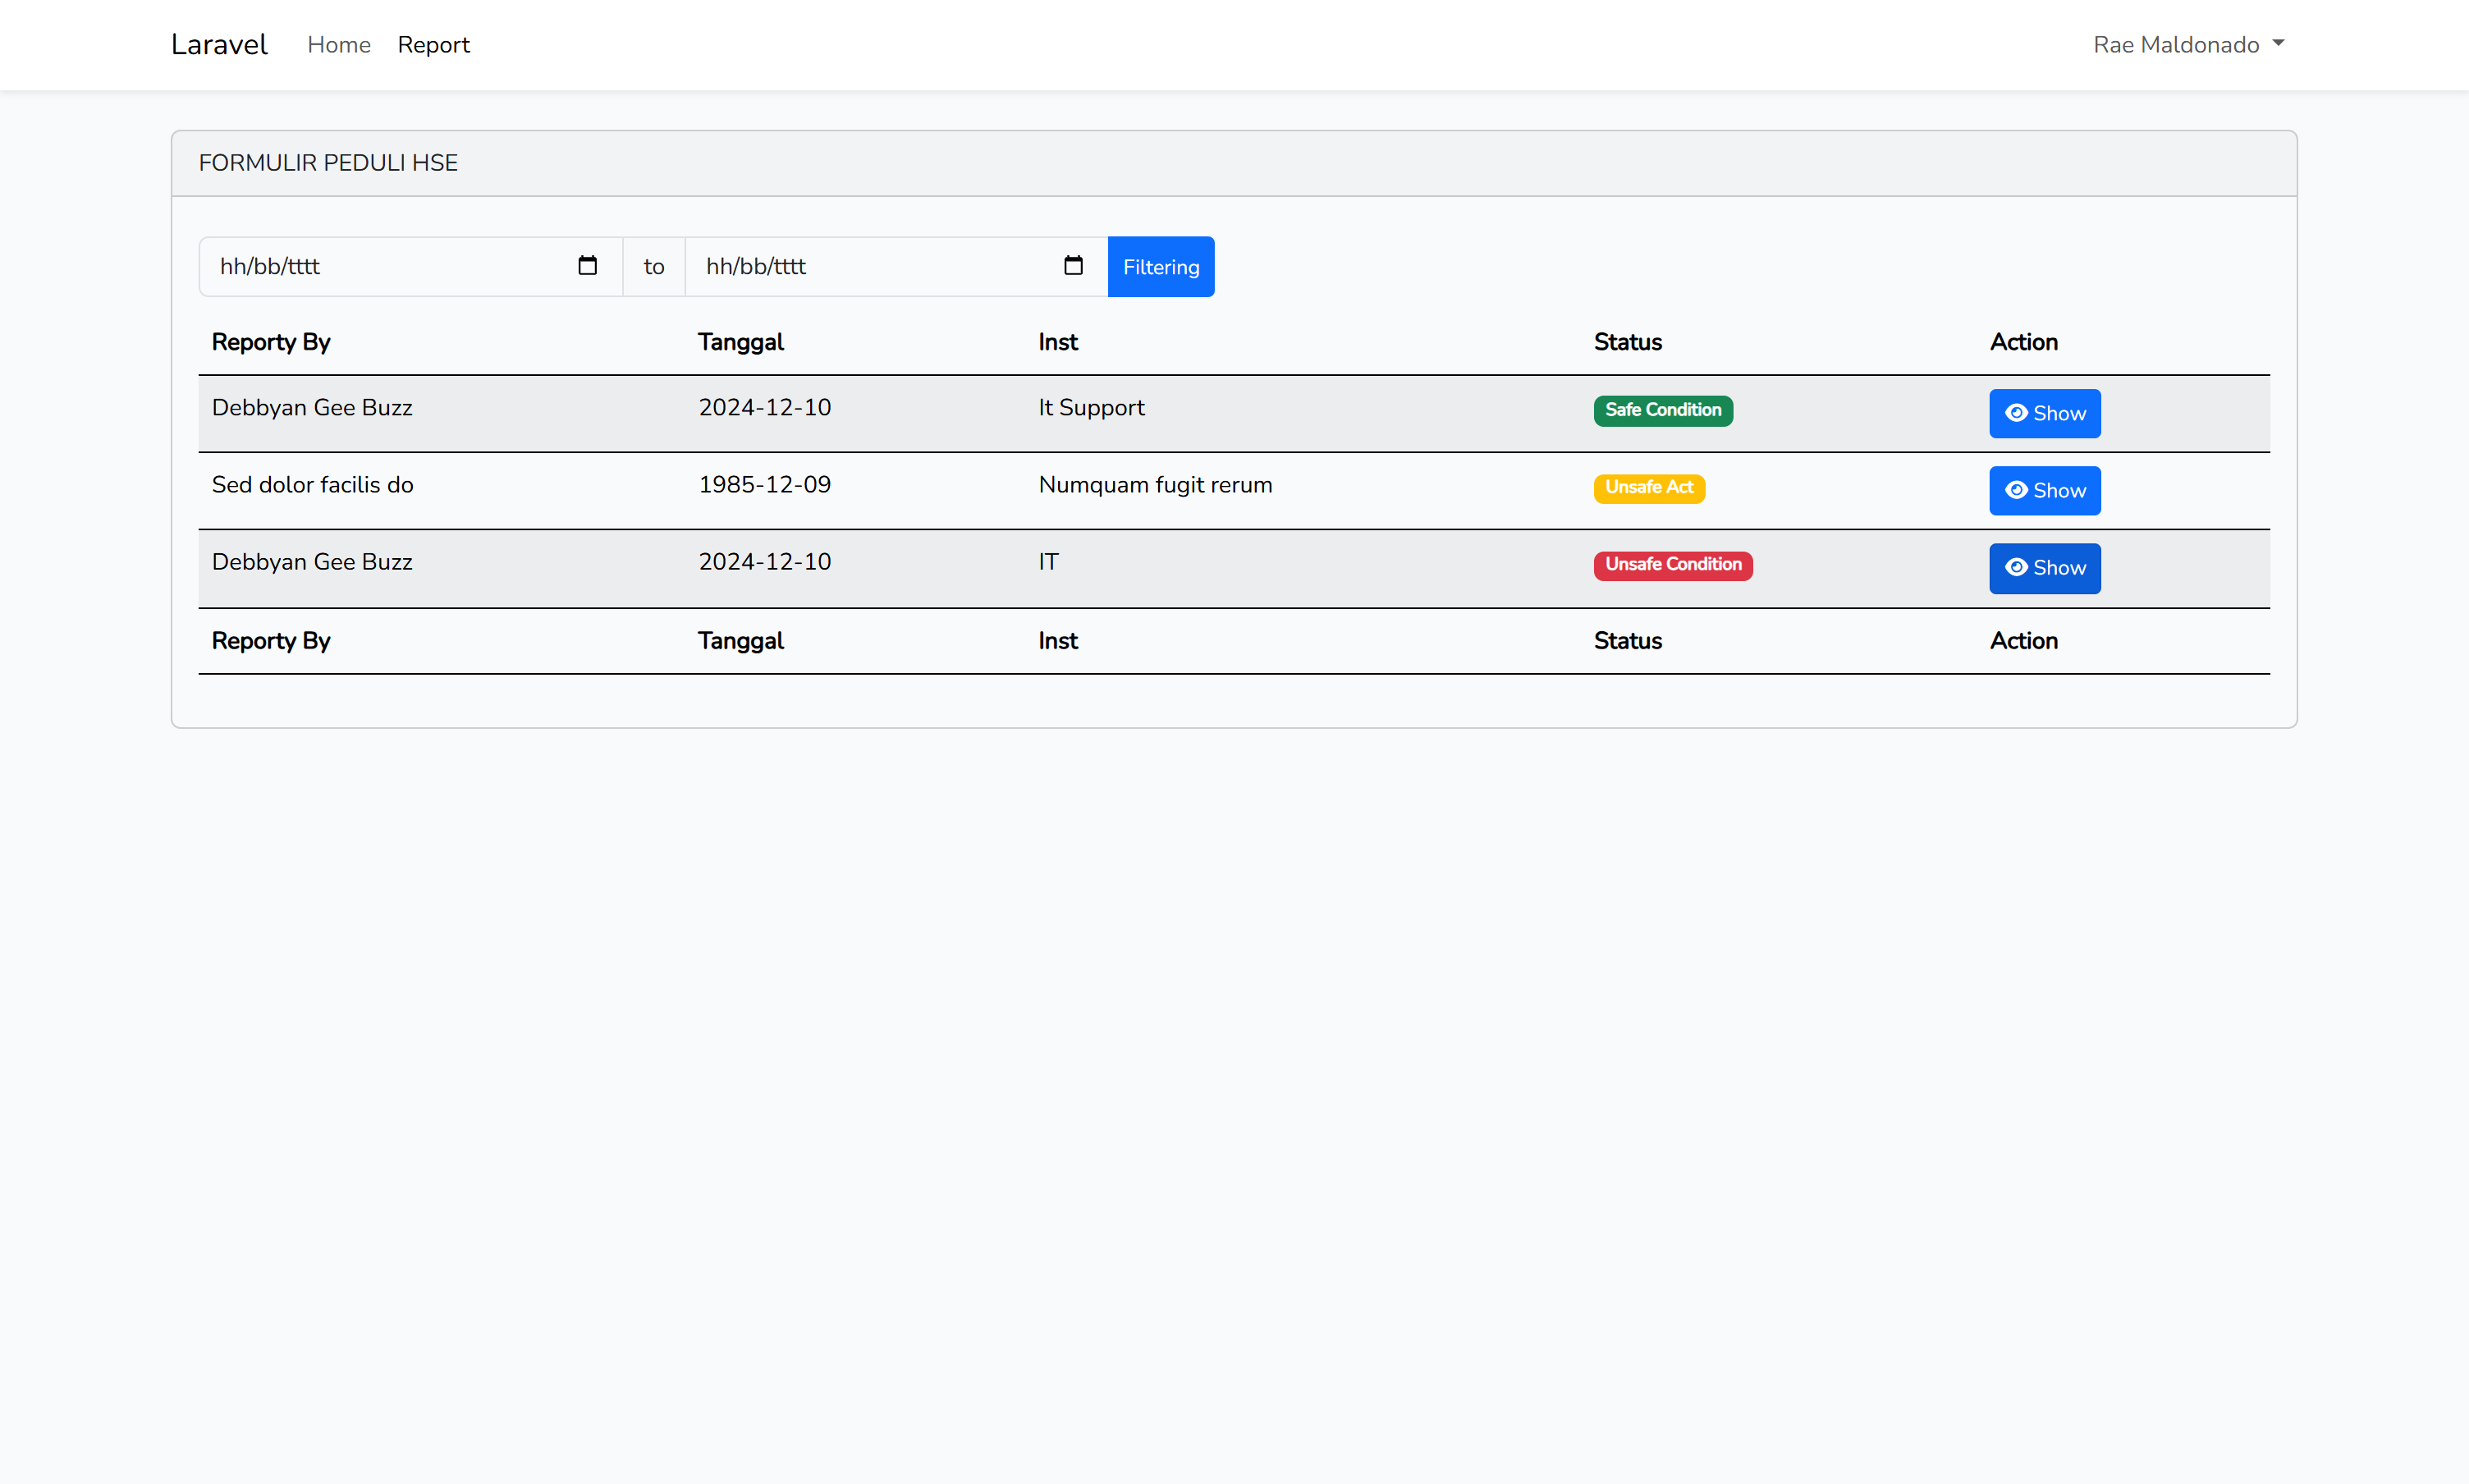 Laravel Home Report Rae Maldonado
FORMULIR PEDULI HSE
hh/bb/tttt to hh/bb/tttt Filtering
Reporty By Tanggal Inst Status Action
Debbyan Gee Buzz 2024-12-10 It Support Safe Condition Show
Sed dolor facilis do 1985-12-09 Numquam fugit rerum Unsafe Act Show
Debbyan Gee Buzz 2024-12-10 IT Unsafe Condition Show
Reporty By Tanggal Inst Status Action